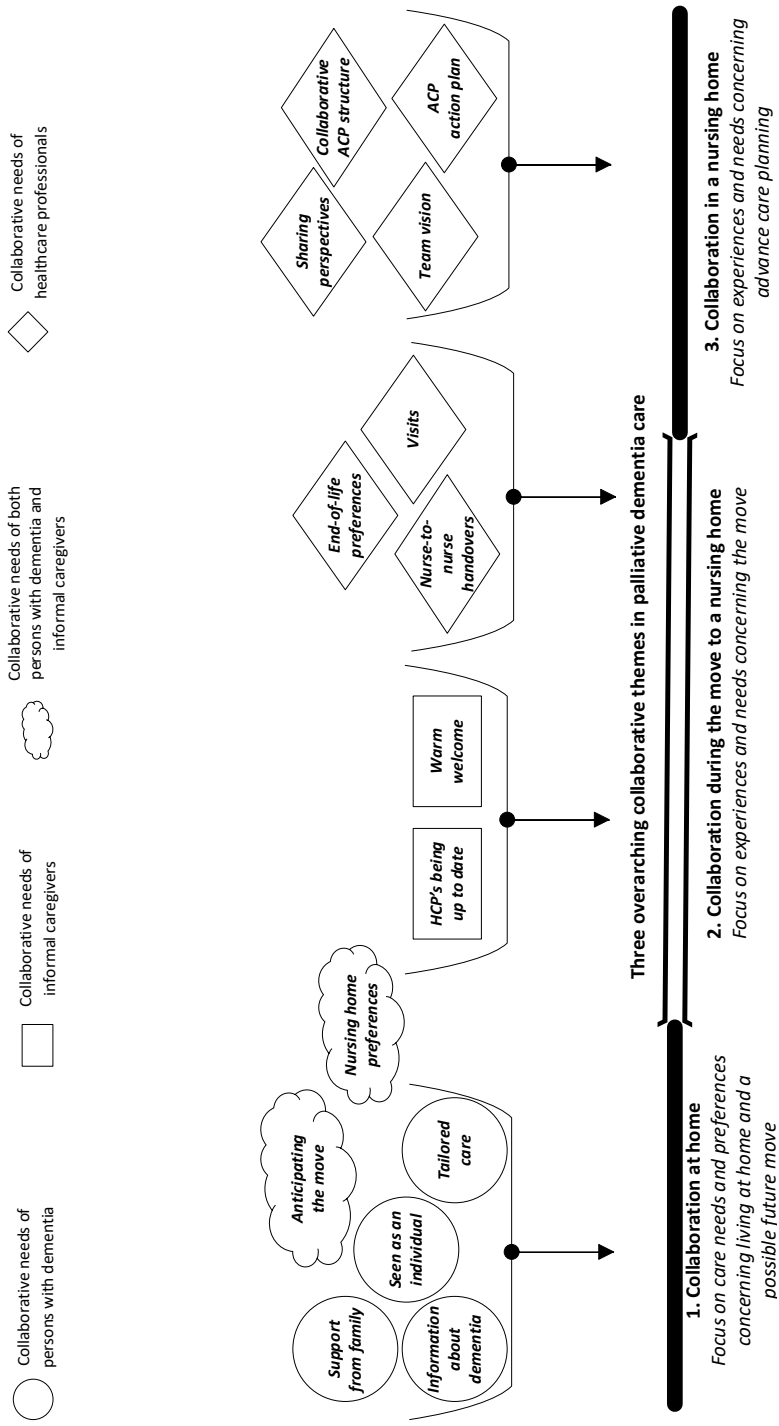 Collaborative needs of
persons with dementia
Collaborative needs of
informal caregivers
Collaborative needs of both
persons with dementia and
informal caregivers
Collaborative needs of
healthcare professionals
Support
from family
Information
about
dementia
Seen as an
individual
Tailored
care
Anticipating
the move
Nursing home
preferences
HCP's being
up to date
Warm
welcome
End-of-life
preferences
Nurse-to-
nurse
handovers
Visits
Sharing
perspectives
Collaborative
ACP structure
Team vision
ACP
action plan
Three overarching collaborative themes in palliative dementia care
1. Collaboration at home
Focus on care needs and preferences
concerning living at home and a
possible future move
2. Collaboration during the move to a nursing home
Focus on experiences and needs concerning the move
3. Collaboration in a nursing home
Focus on experiences and needs concerning
advance care planning